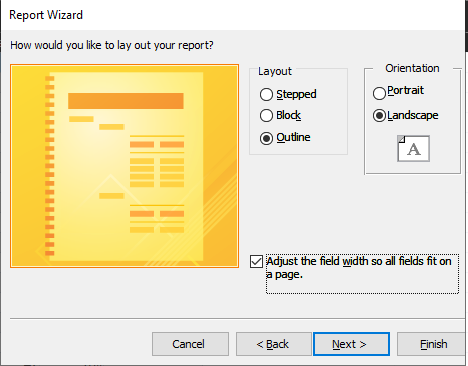 Report Wizard
How would you like to lay out your report?
Layout
Stepped
Block
Outline
Orientation
Portrait
Landscape
A
Adjust the field width so all fields fit on
a page.
Cancel
< Back
Next >
Finish